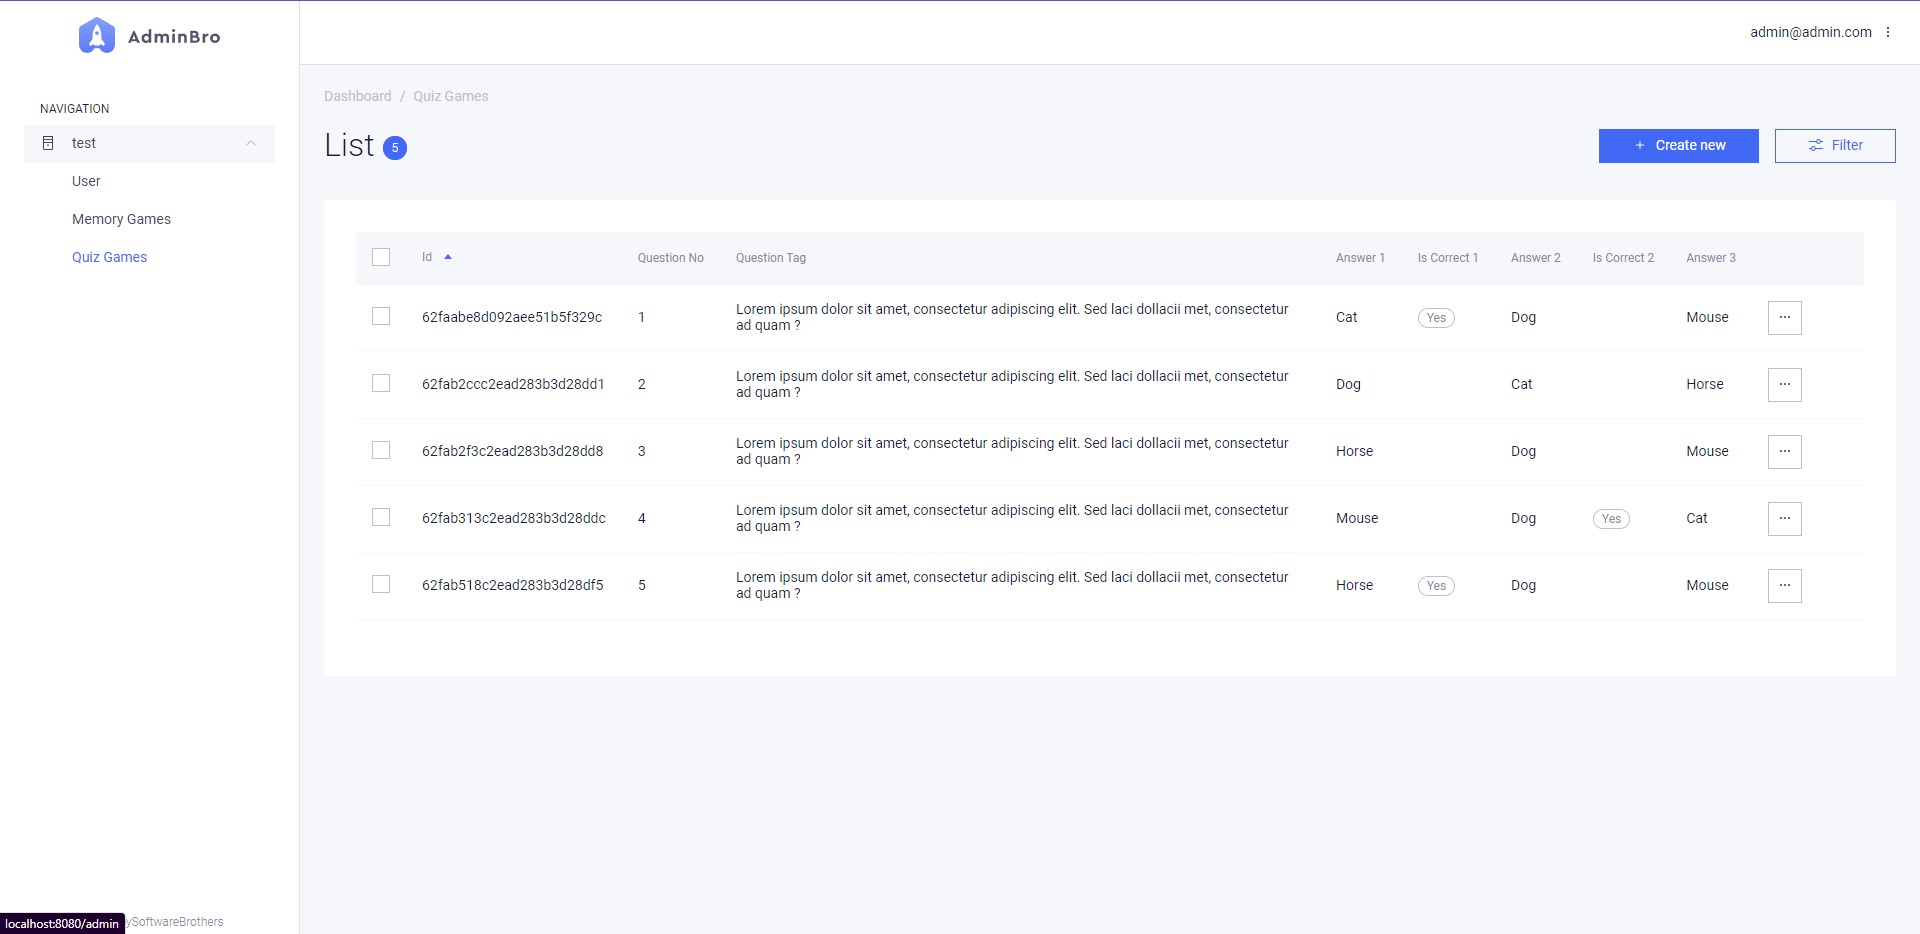 AdminBro
admin@admin.com
NAVIGATION
test
User
Memory Games
Quiz Games
Dashboard / Quiz Games
List 5
+ Create new
Filter
Id Question No Question Tag Answer 1 Is Correct 1 Answer 2 Is Correct 2 Answer 3
62faabe8d092aee51b5f329c 1 Lorem ipsum dolor sit amet, consectetur adipiscing elit. Sed laci dollacii met, consectetur Cat Yes Dog Mouse
ad quam ?
62fab2ccc2ead283b3d28dd1 2 Lorem ipsum dolor sit amet, consectetur adipiscing elit. Sed laci dollacii met, consectetur Dog Cat Horse
ad quam ?
62fab2f3c2ead283b3d28dd8 3 Lorem ipsum dolor sit amet, consectetur adipiscing elit. Sed laci dollacii met, consectetur Horse Dog Mouse
ad quam ?
62fab313c2ead283b3d28ddc 4 Lorem ipsum dolor sit amet, consectetur adipiscing elit. Sed laci dollacii met, consectetur Mouse Dog Yes Cat
ad quam ?
62fab518c2ead283b3d28df5 5 Lorem ipsum dolor sit amet, consectetur adipiscing elit. Sed laci dollacii met, consectetur Horse Yes Dog Mouse
ad quam ?
localhost:8080/admin ySoftwareBrothers